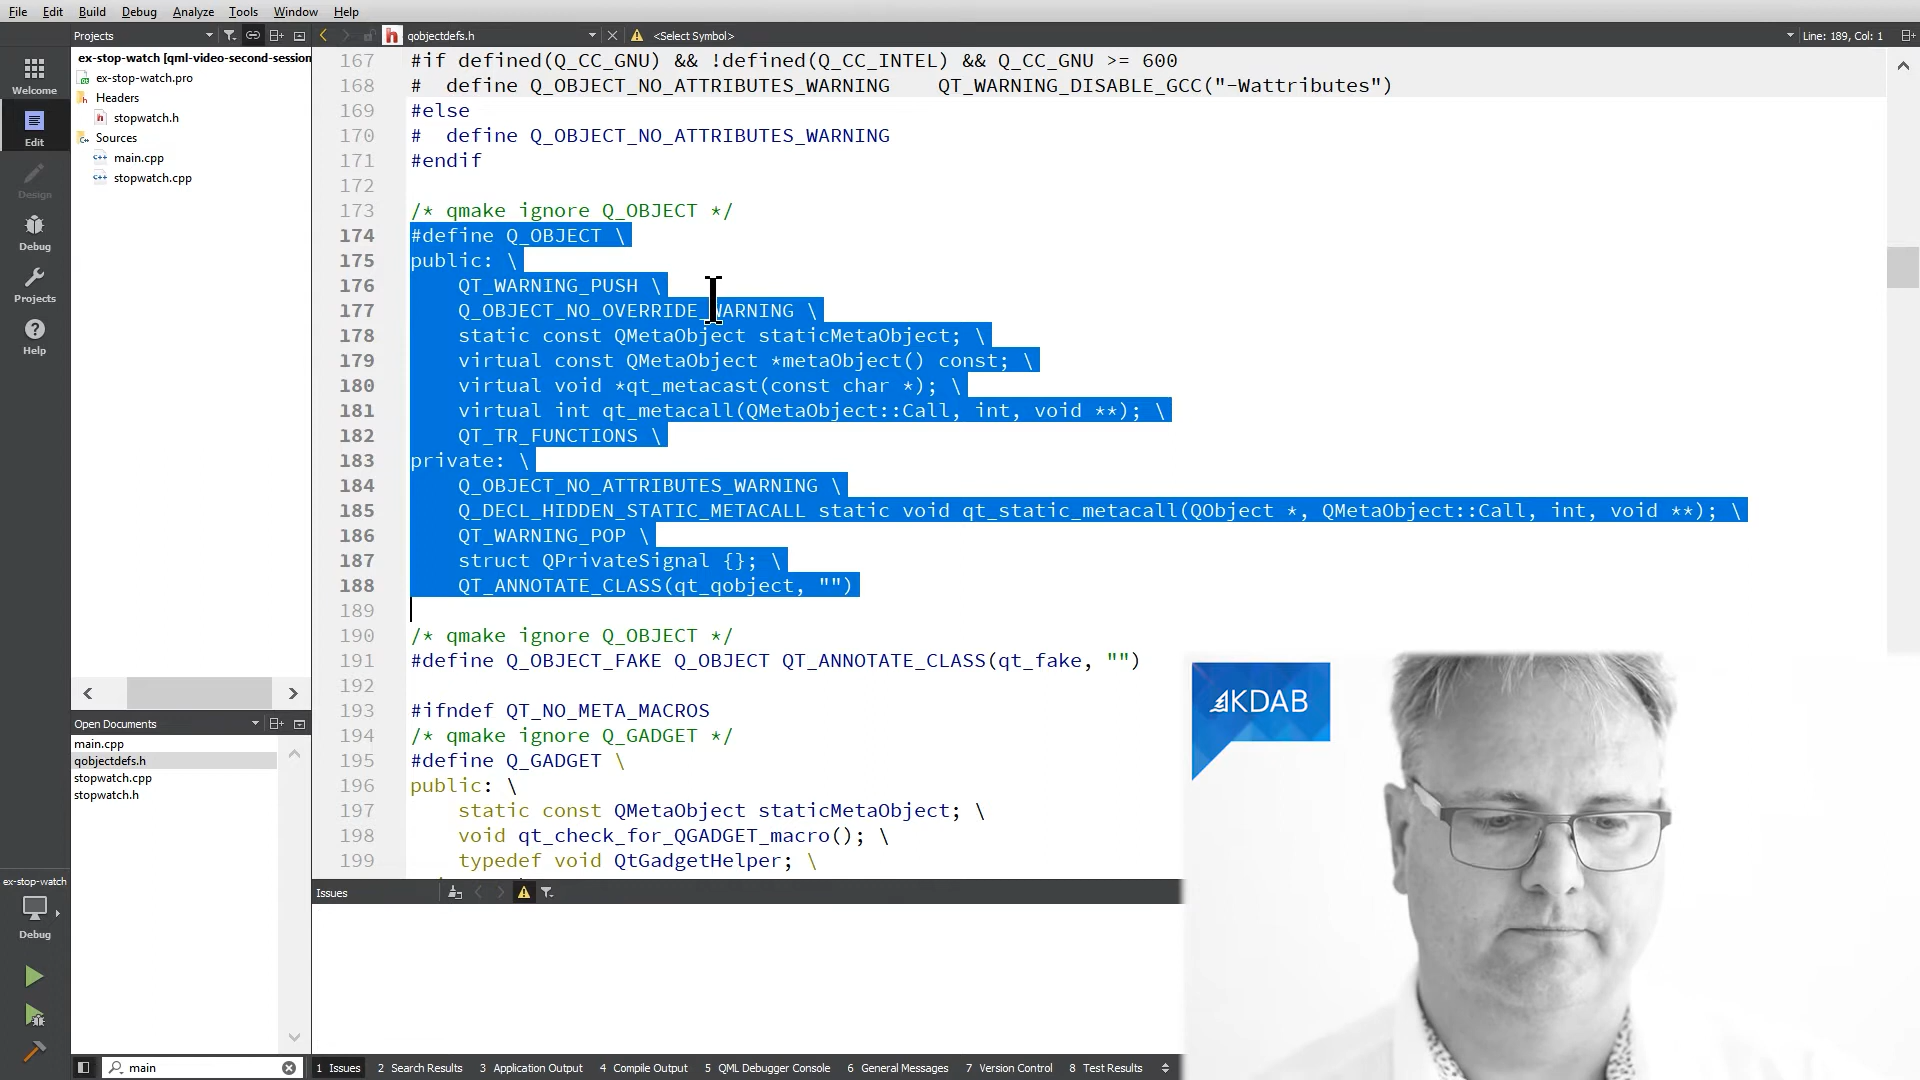 File Edit Build Debug Analyze Tools Window Help
Projects
qobjectdefs.h
<Select Symbol>
Line: 189, Col: 1
Welcome
Edit
Design
Debug
Projects
Help
ex-stop-watch [qml-video-second-session
ex-stop-watch.pro
Headers
stopwatch.h
Sources
main.cpp
stopwatch.cpp
167 #if defined(Q_CC_GNU) && !defined(Q_CC_INTEL) && Q_CC_GNU >= 600
168 #  define Q_OBJECT_NO_ATTRIBUTES_WARNING    QT_WARNING_DISABLE_GCC("-Wattributes")
169 #else
170 #  define Q_OBJECT_NO_ATTRIBUTES_WARNING
171 #endif
172
173 /* qmake ignore Q_OBJECT */
174 #define Q_OBJECT \
175 public: \
176     QT_WARNING_PUSH \
177     Q_OBJECT_NO_OVERRIDE_WARNING \
178     static const QMetaObject staticMetaObject; \
179     virtual const QMetaObject *metaObject() const; \
180     virtual void *qt_metacast(const char *); \
181     virtual int qt_metacall(QMetaObject::Call, int, void **); \
182     QT_TR_FUNCTIONS \
183 private: \
184     Q_OBJECT_NO_ATTRIBUTES_WARNING \
185     Q_DECL_HIDDEN_STATIC_METACALL static void qt_static_metacall(QObject *, QMetaObject::Call, int, void **); \
186     QT_WARNING_POP \
187     struct QPrivateSignal {}; \
188     QT_ANNOTATE_CLASS(qt_qobject, "")
189
190 /* qmake ignore Q_OBJECT */
191 #define Q_OBJECT_FAKE Q_OBJECT QT_ANNOTATE_CLASS(qt_fake, "")
192
193 #ifndef QT_NO_META_MACROS
194 /* qmake ignore Q_GADGET */
195 #define Q_GADGET \
196 public: \
197     static const QMetaObject staticMetaObject; \
198     void qt_check_for_QGADGET_macro(); \
199     typedef void QtGadgetHelper; \
Open Documents
main.cpp
qobjectdefs.h
stopwatch.cpp
stopwatch.h
ex-stop-watch
Debug
Issues
KDAB
main
1 Issues 2 Search Results 3 Application Output 4 Compile Output 5 QML Debugger Console 6 General Messages 7 Version Control 8 Test Results